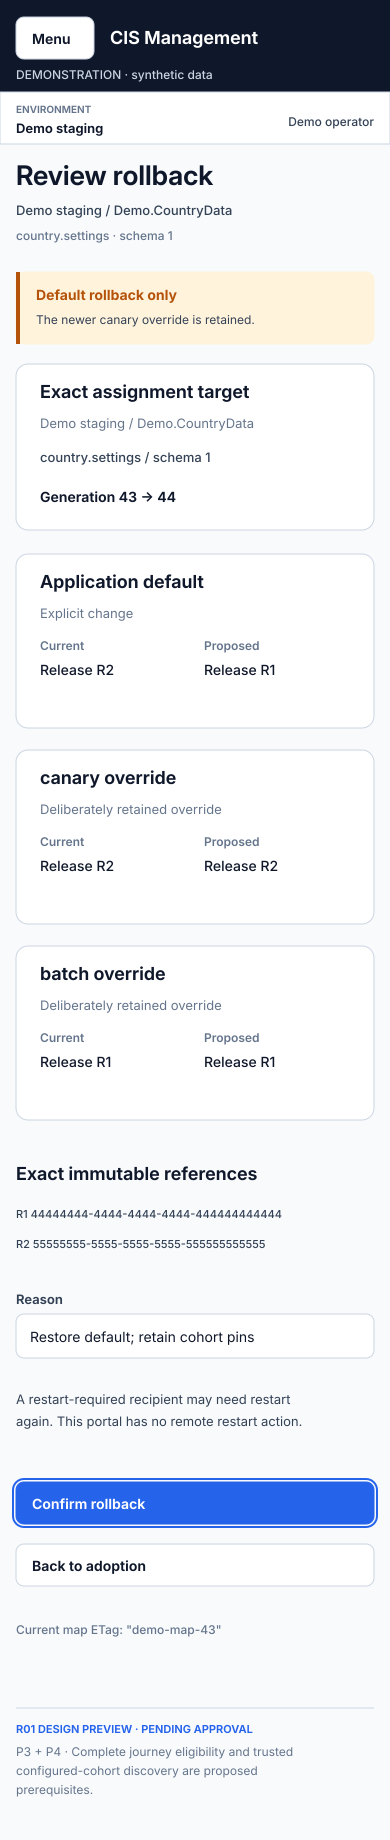 Menu
CIS Management
DEMONSTRATION · synthetic data
ENVIRONMENT
Demo staging
Demo operator
Review rollback
Demo staging / Demo.CountryData
country.settings · schema 1
Default rollback only
The newer canary override is retained.
Exact assignment target
Demo staging / Demo.CountryData
country.settings / schema 1
Generation 43 → 44
Application default
Explicit change
Current Proposed
Release R2 Release R1
canary override
Deliberately retained override
Current Proposed
Release R2 Release R2
batch override
Deliberately retained override
Current Proposed
Release R1 Release R1
Exact immutable references
R1 44444444-4444-4444-4444-444444444444
R2 55555555-5555-5555-5555-555555555555
Reason
Restore default; retain cohort pins
A restart-required recipient may need restart
again. This portal has no remote restart action.
Confirm rollback
Back to adoption
Current map ETag: "demo-map-43"
R01 DESIGN PREVIEW · PENDING APPROVAL
P3 + P4 · Complete journey eligibility and trusted
configured-cohort discovery are proposed
prerequisites.